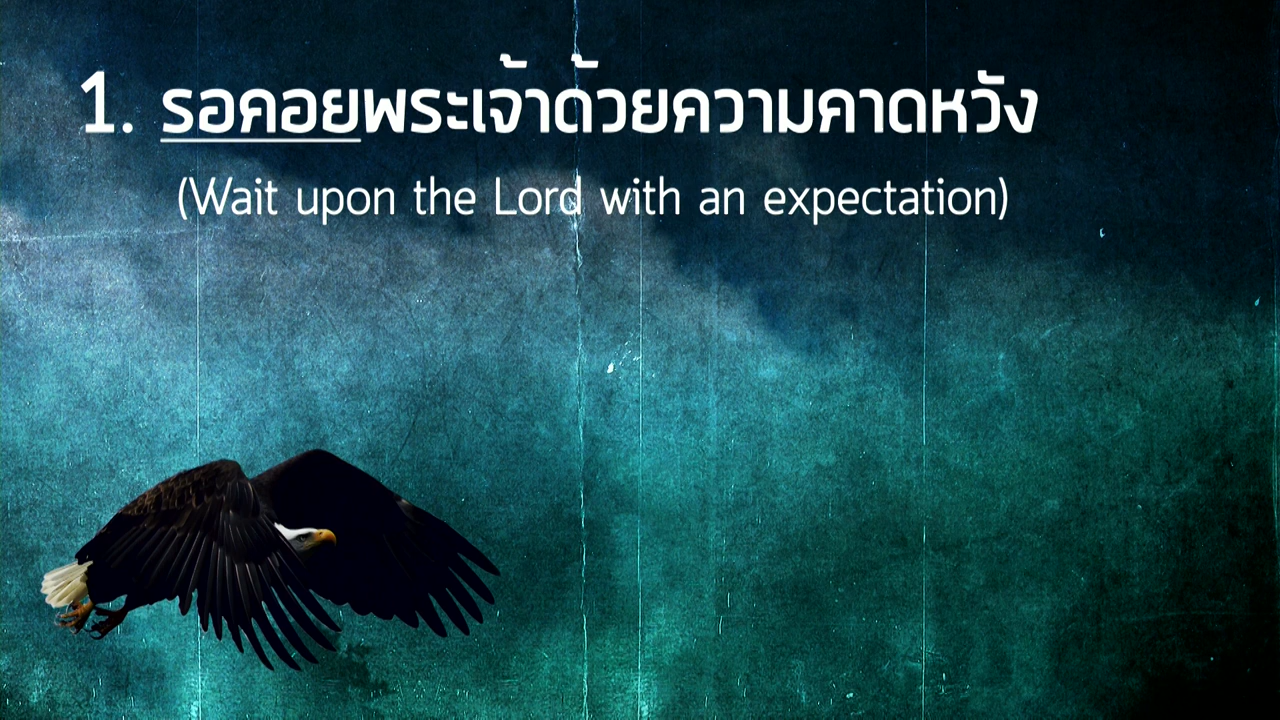 1. รอคอยพระเจ้าด้วยความคาดหวัง
(Wait upon the Lord with an expectation)